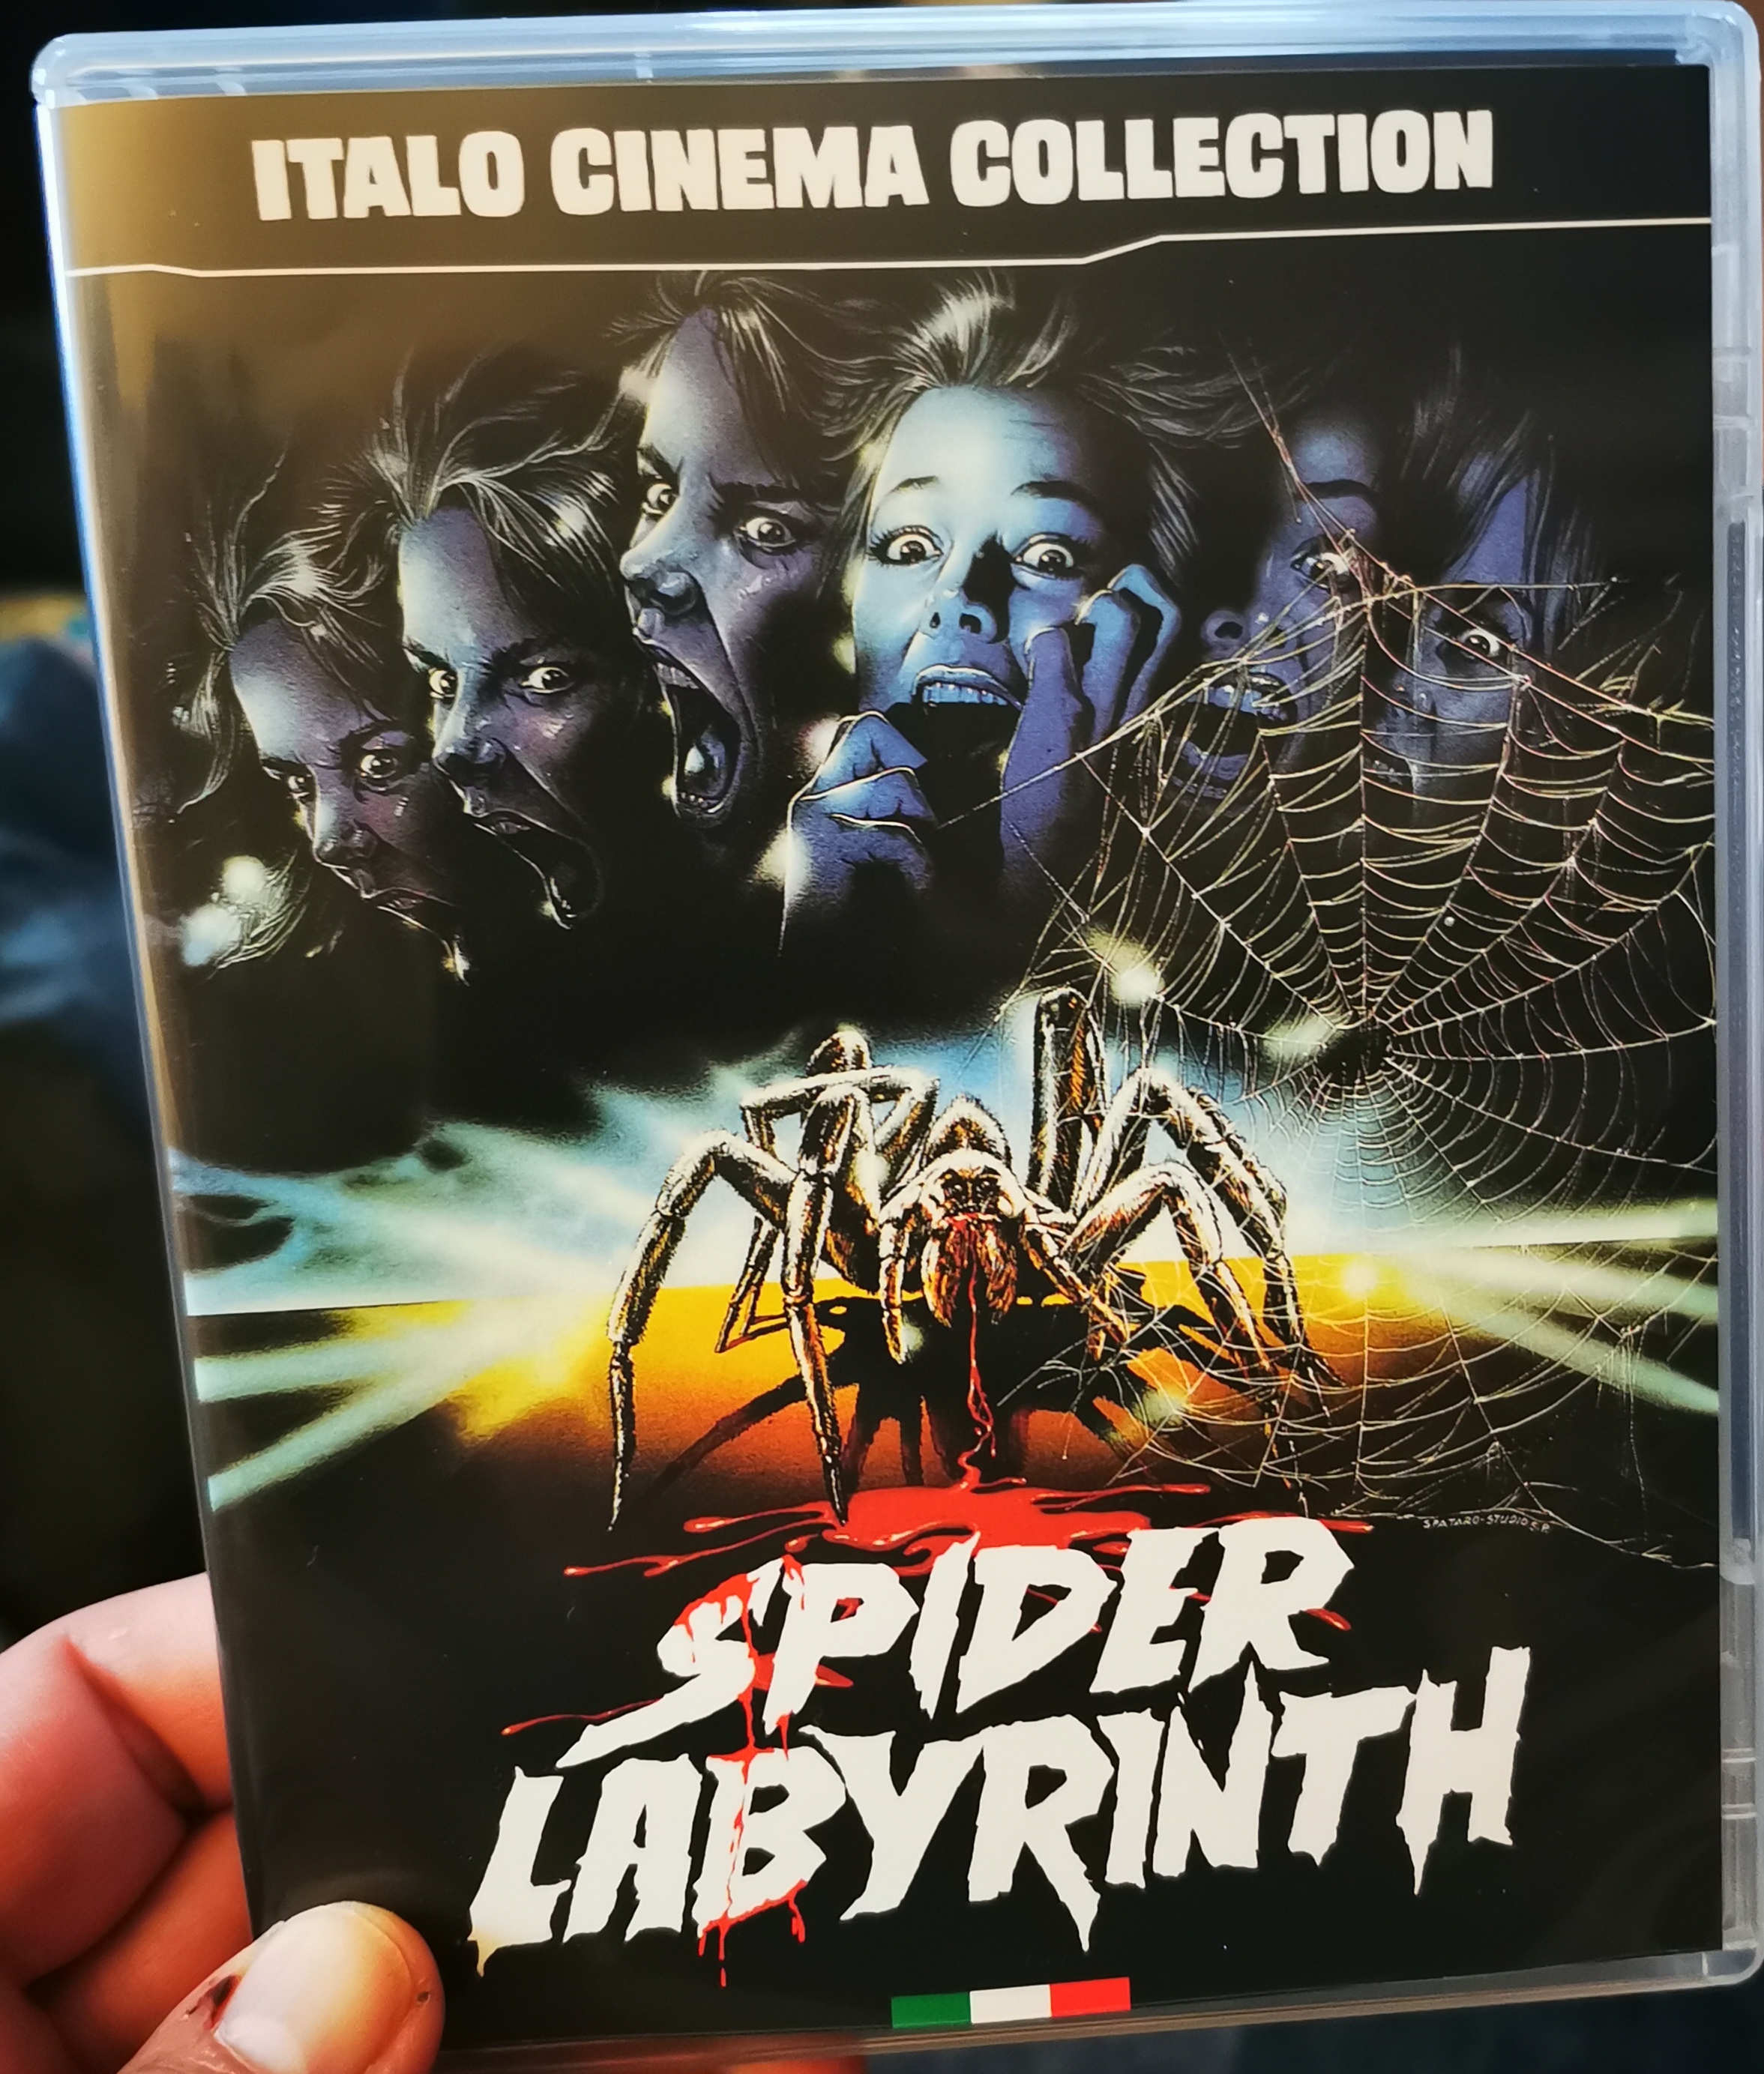 ITALO CINEMA COLLECTION
SPATARO-STUDIO S.P.
SPIDER
LABYRINTH